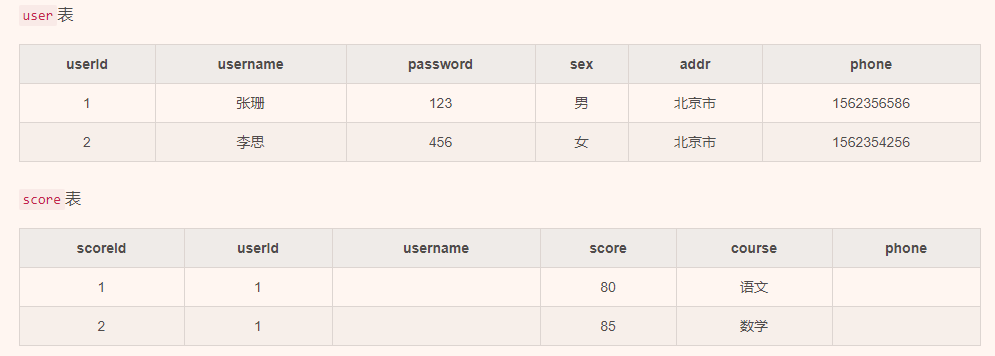 user表
userId username password sex addr phone
1 张珊 123 男 北京市 1562356586
2 李思 456 女 北京市 1562354256
score表
scoreId userId username score course phone
1 1 80 语文
2 1 85 数学